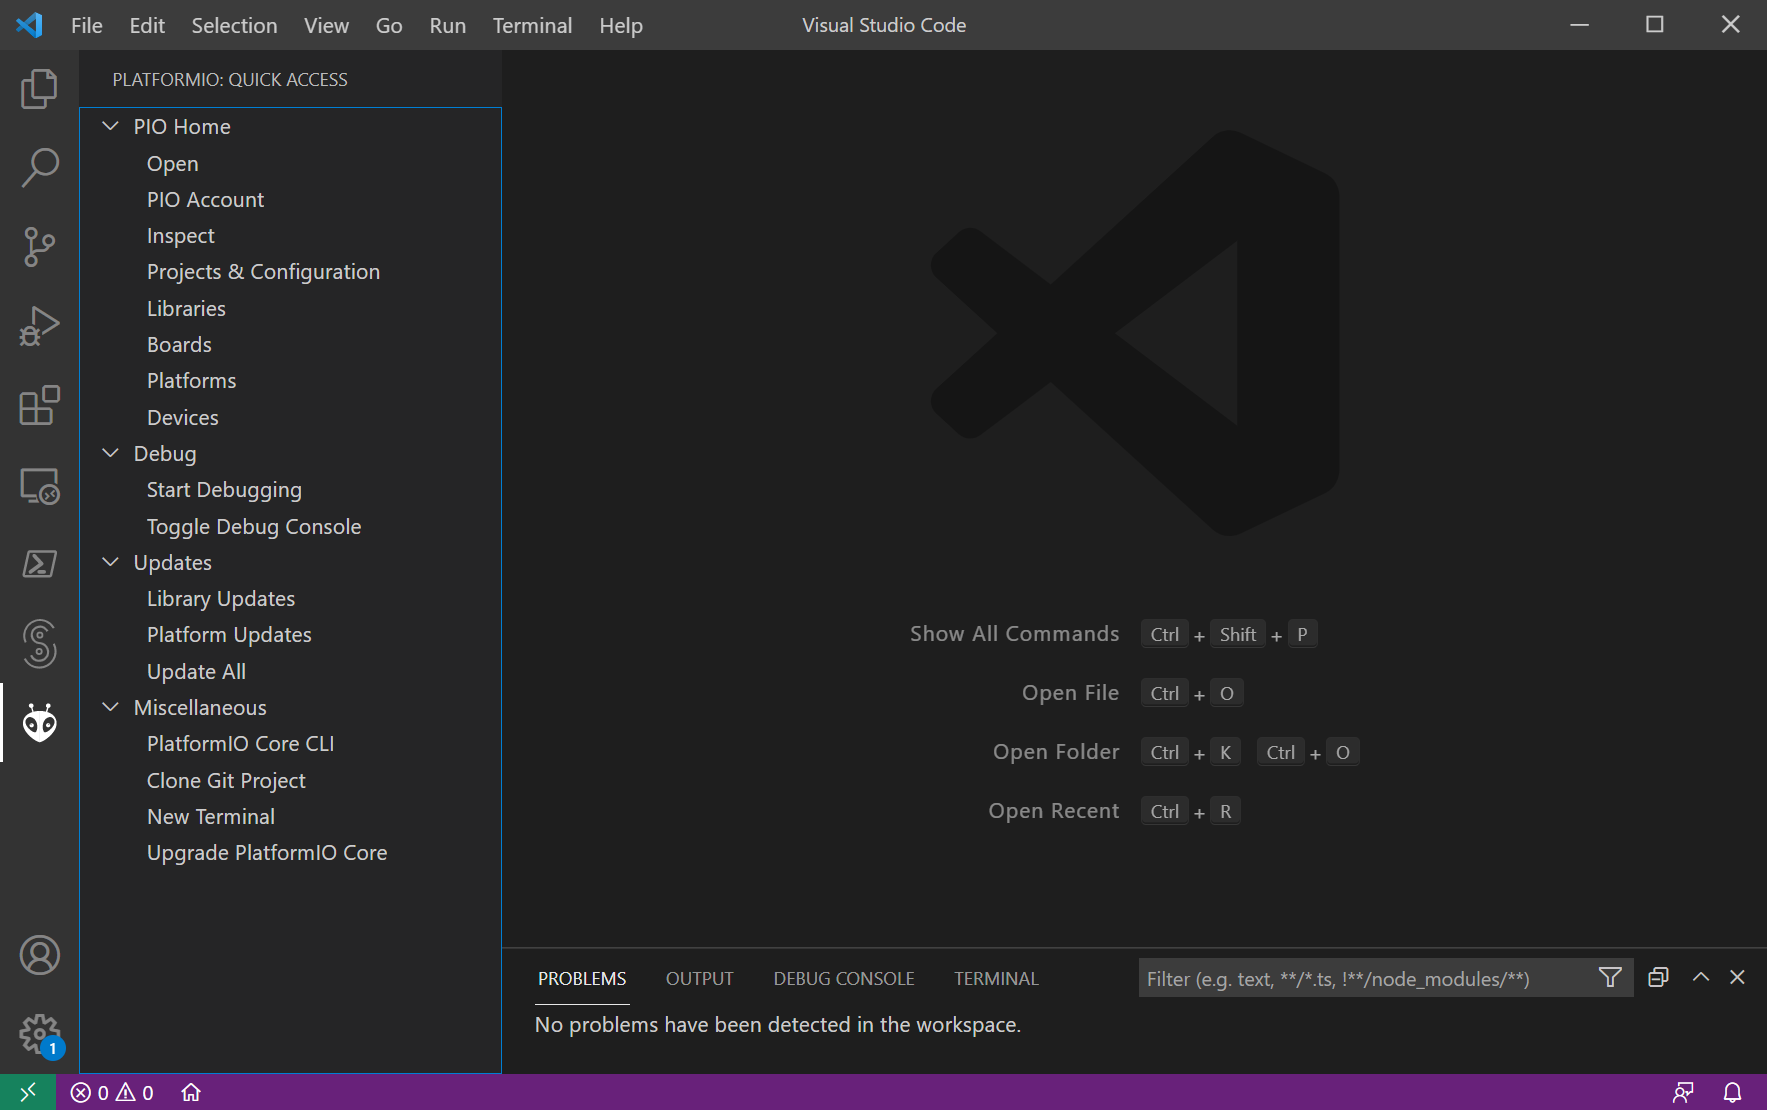 File Edit Selection View Go Run Terminal Help Visual Studio Code
PLATFORMIO: QUICK ACCESS
PIO Home
Open
PIO Account
Inspect
Projects & Configuration
Libraries
Boards
Platforms
Devices
Debug
Start Debugging
Toggle Debug Console
Updates
Library Updates
Platform Updates
Update All
Miscellaneous
PlatformIO Core CLI
Clone Git Project
New Terminal
Upgrade PlatformIO Core
1
Show All Commands Ctrl + Shift + P
Open File Ctrl + O
Open Folder Ctrl + K Ctrl + O
Open Recent Ctrl + R
PROBLEMS OUTPUT DEBUG CONSOLE TERMINAL Filter (e.g. text, **/*.ts, !**/node_modules/**)
No problems have been detected in the workspace.
0 0